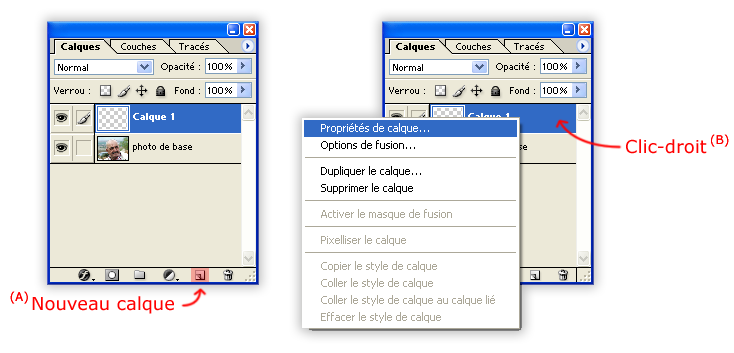 Calques Couches Tracés
Normal Opacité : 100%
Verrou : Fond : 100%
Calque 1
photo de base
(A) Nouveau calque
Calques Couches Tracés
Normal Opacité : 100%
Verrou : Fond : 100%
Calque 1
Propriétés de calque...
Options de fusion...
Dupliquer le calque...
Supprimer le calque
Activer le masque de fusion
Pixelliser le calque
Copier le style de calque
Coller le style de calque
Coller le style de calque au calque lié
Effacer le style de calque
Clic-droit (B)